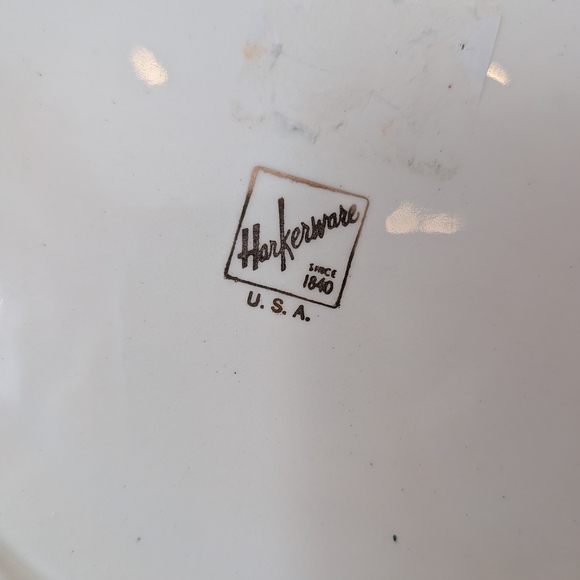 Harkerware
SINCE
1840
U. S. A.